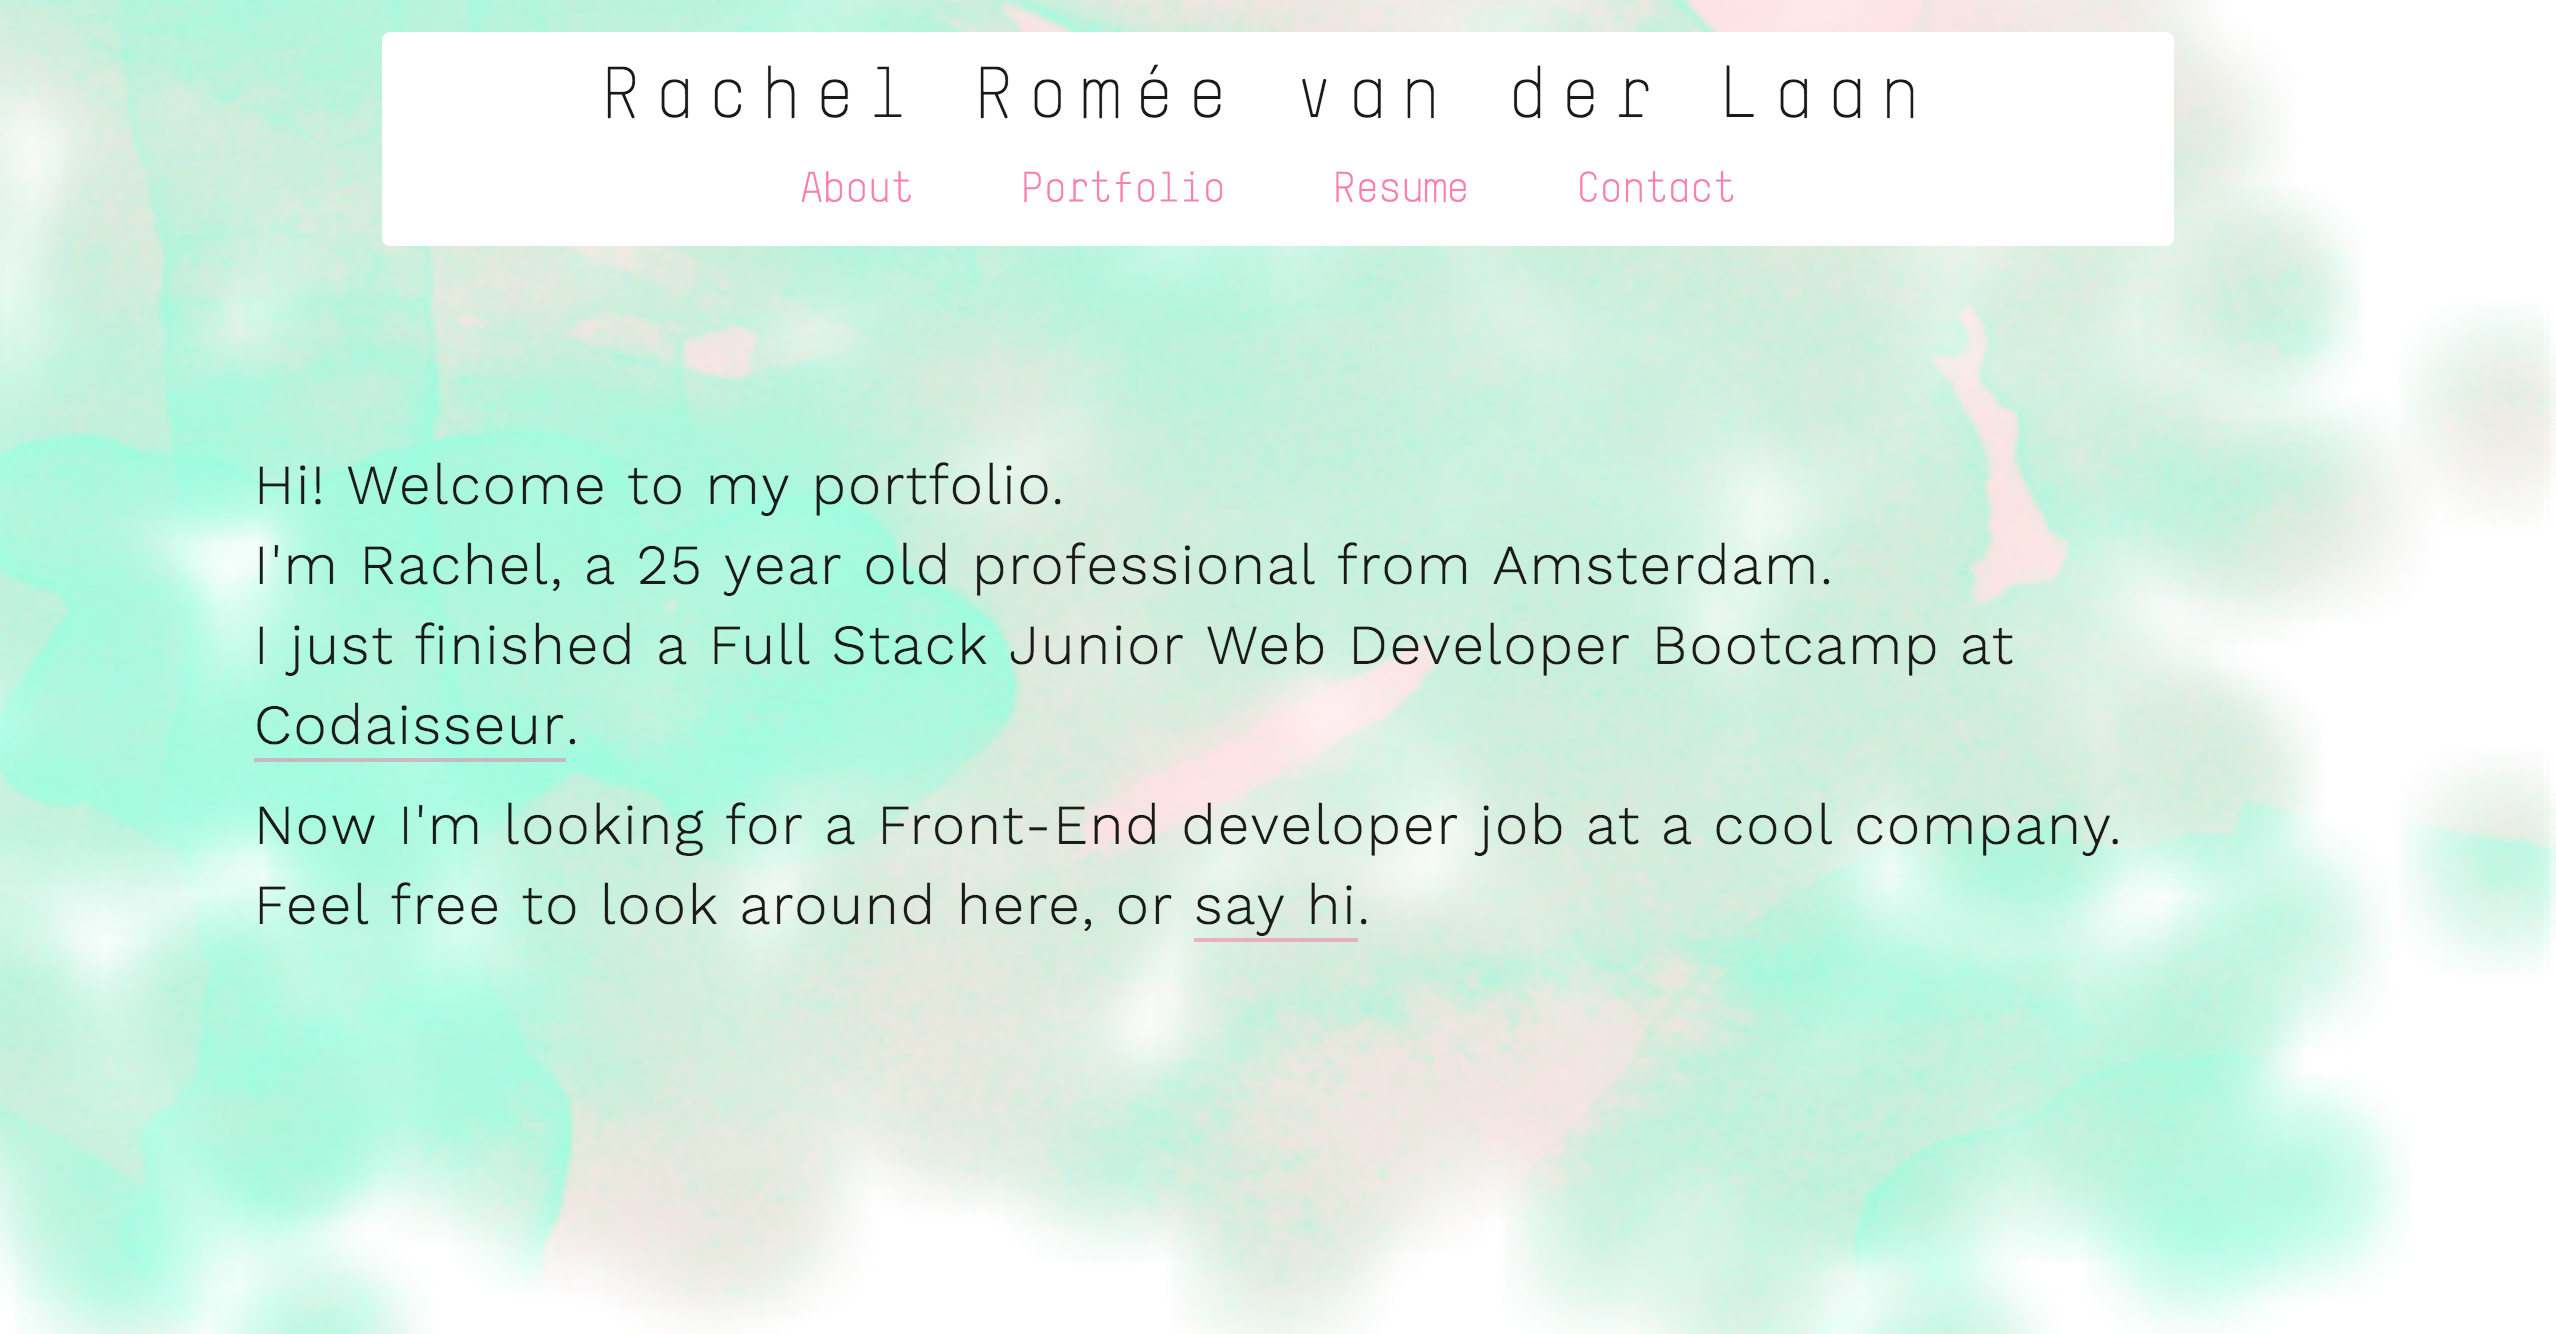 Rachel Romée van der Laan
About Portfolio Resume Contact
Hi! Welcome to my portfolio.
I'm Rachel, a 25 year old professional from Amsterdam.
I just finished a Full Stack Junior Web Developer Bootcamp at
Codaisseur.
Now I'm looking for a Front-End developer job at a cool company.
Feel free to look around here, or say hi.